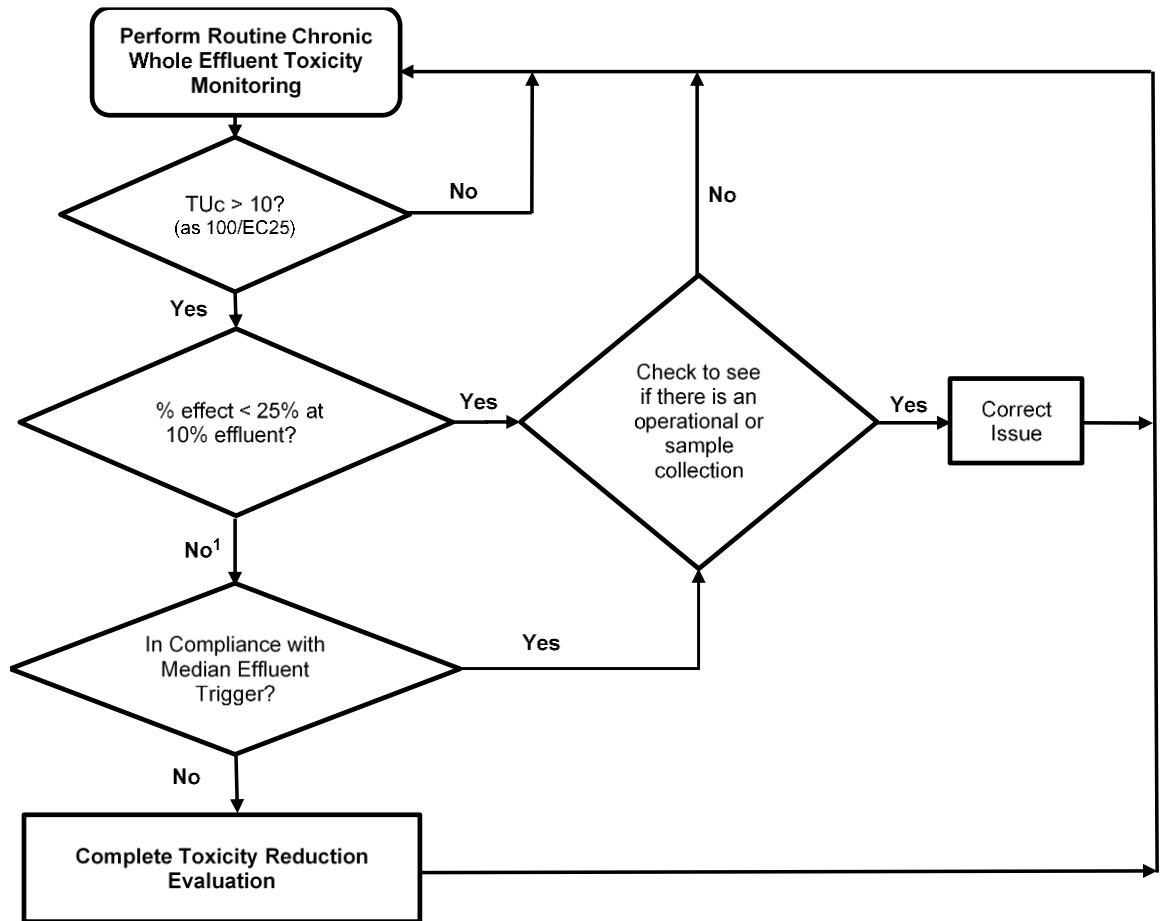 Perform Routine Chronic
Whole Effluent Toxicity
Monitoring
TUc > 10?
(as 100/EC25)
No
Yes
% effect < 25% at
10% effluent?
Yes
Check to see
if there is an
operational or
sample
collection
No
Yes
Correct
Issue
No¹
In Compliance with
Median Effluent
Trigger?
Yes
No
Complete Toxicity Reduction
Evaluation